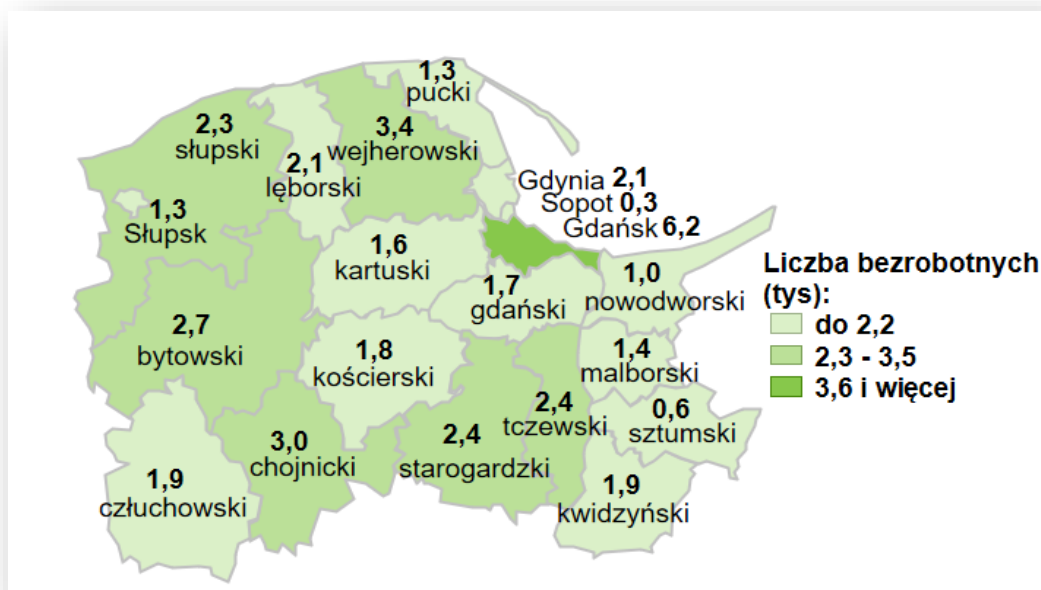 1,3
pucki
2,3
słupski
3,4
wejherowski
2,1
lęborski
Gdynia 2,1
Sopot 0,3
Gdańsk 6,2
1,3
Słupsk
1,6
kartuski
1,7
gdański
1,0
nowodworski
2,7
bytowski
1,8
kościerski
1,4
malborski
2,4
tczewski
0,6
sztumski
3,0
chojnicki
2,4
starogardzki
1,9
człuchowski
1,9
kwidzyński
Liczba bezrobotnych
(tys):
do 2,2
2,3 - 3,5
3,6 i więcej